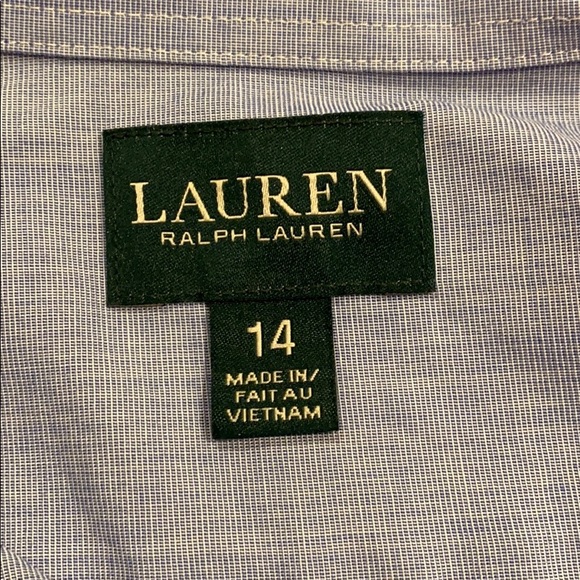 LAUREN
RALPH LAUREN
14
MADE IN/
FAIT AU
VIETNAM